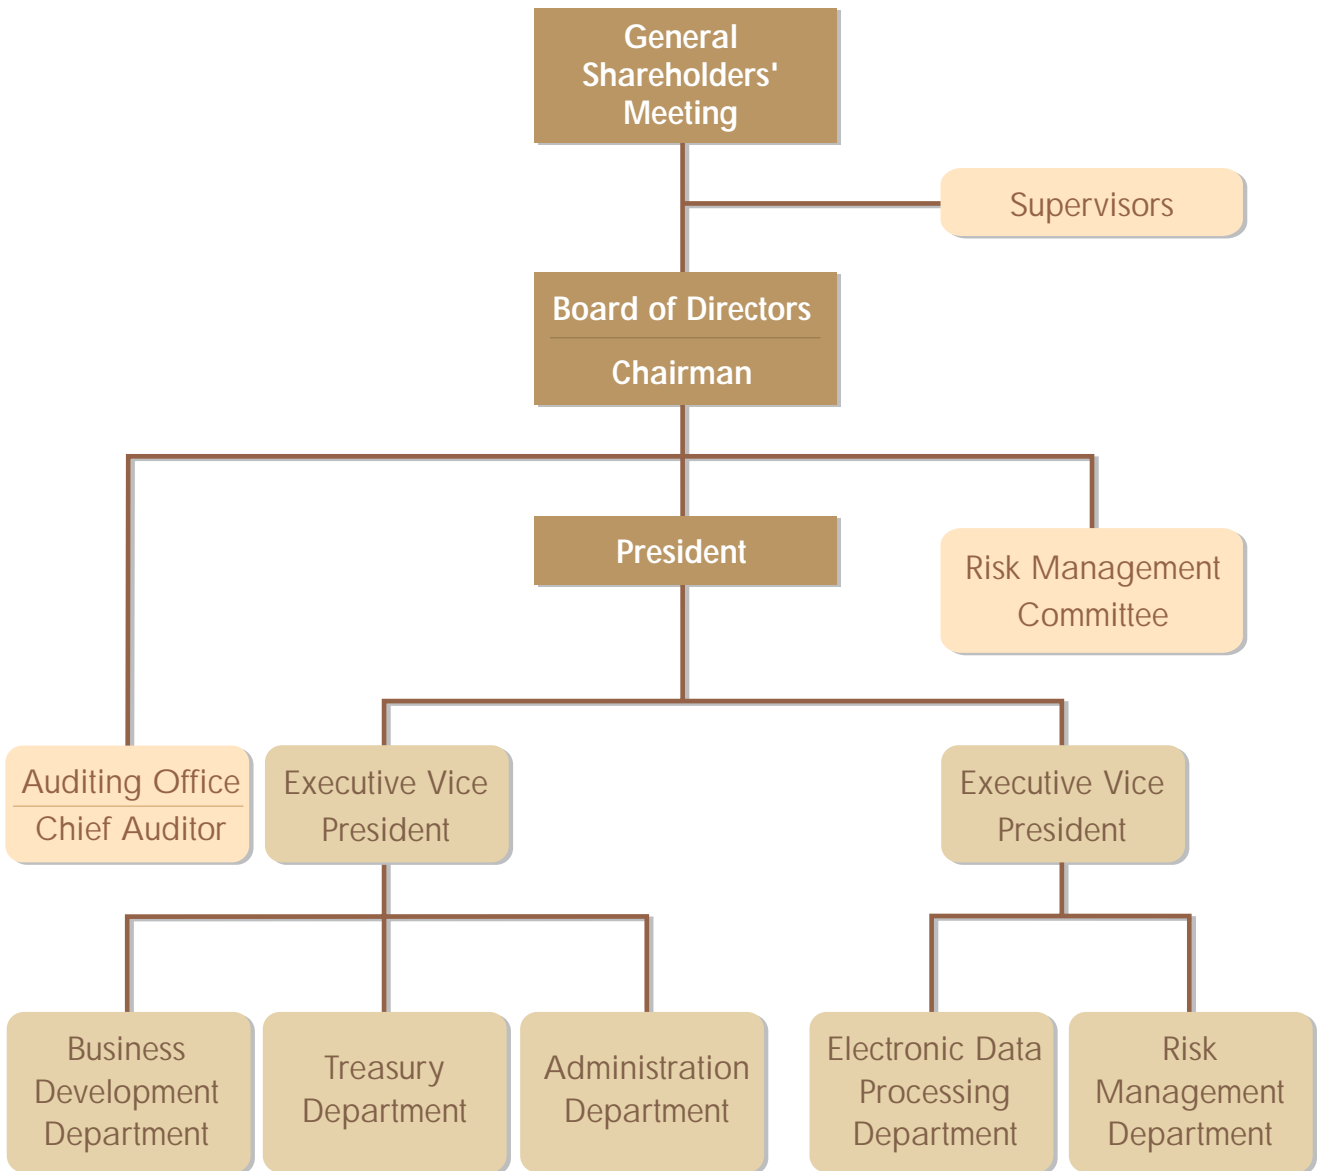 General
Shareholders'
Meeting
Supervisors
Board of Directors
Chairman
President
Risk Management
Committee
Auditing Office
Chief Auditor
Executive Vice
President
Executive Vice
President
Business
Development
Department
Treasury
Department
Administration
Department
Electronic Data
Processing
Department
Risk
Management
Department